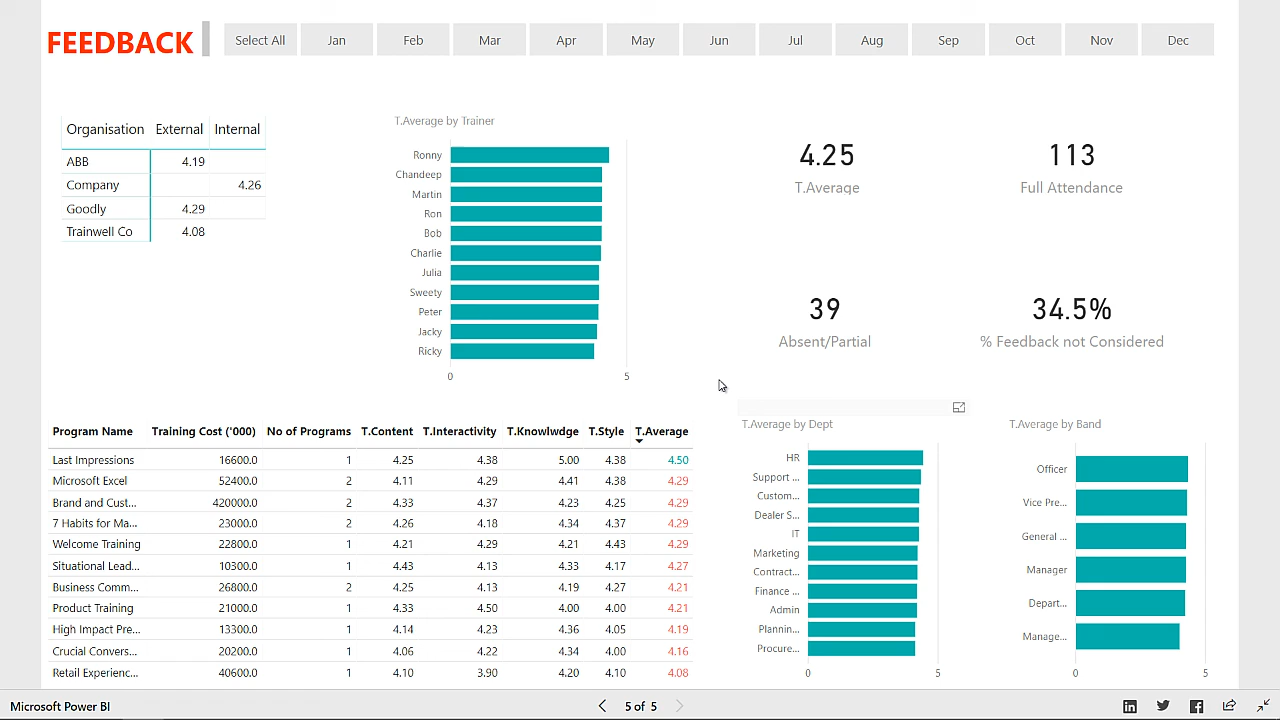 FEEDBACK
Select All Jan Feb Mar Apr May Jun Jul Aug Sep Oct Nov Dec
Organisation External Internal
ABB 4.19
Company 4.26
Goodly 4.29
Trainwell Co 4.08
T.Average by Trainer
Ronny
Chandeep
Martin
Ron
Bob
Charlie
Julia
Sweety
Peter
Jacky
Ricky
0 5
4.25
T.Average
113
Full Attendance
39
Absent/Partial
34.5%
% Feedback not Considered
Program Name Training Cost ('000) No of Programs T.Content T.Interactivity T.Knowlwdge T.Style T.Average
Last Impressions 16600.0 1 4.25 4.38 5.00 4.38 4.50
Microsoft Excel 52400.0 2 4.11 4.29 4.41 4.38 4.29
Brand and Cust... 420000.0 2 4.33 4.37 4.23 4.25 4.29
7 Habits for Ma... 23000.0 2 4.26 4.18 4.34 4.37 4.29
Welcome Training 22800.0 1 4.21 4.29 4.21 4.43 4.29
Situational Lead... 10300.0 1 4.43 4.13 4.33 4.17 4.27
Business Comm... 26800.0 2 4.25 4.13 4.19 4.27 4.21
Product Training 21000.0 1 4.33 4.50 4.00 4.00 4.21
High Impact Pre... 13300.0 1 4.14 4.23 4.36 4.05 4.19
Crucial Convers... 20200.0 1 4.06 4.22 4.34 4.00 4.16
Retail Experienc... 40600.0 1 4.10 3.90 4.20 4.10 4.08
T.Average by Dept
HR
Support ...
Custom...
Dealer S...
IT
Marketing
Contract...
Finance ...
Admin
Plannin...
Procure...
0 5
T.Average by Band
Officer
Vice Pre...
General ...
Manager
Depart...
Manage...
0 5
Microsoft Power BI 5 of 5